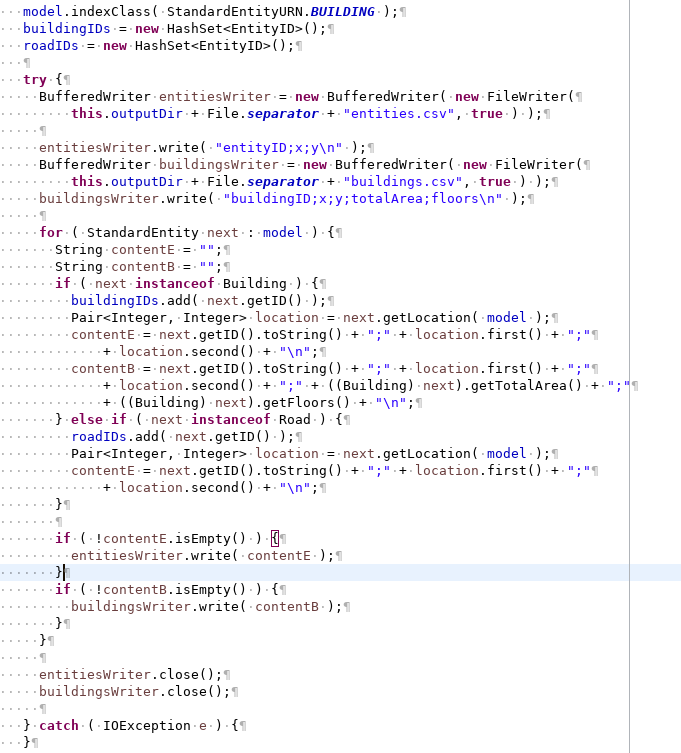 model.indexClass( StandardEntityURN.BUILDING );¶
buildingIDs = new HashSet<EntityID>();¶
roadIDs = new HashSet<EntityID>();¶
¶
try {¶
BufferedWriter entitiesWriter = new BufferedWriter( new FileWriter(¶
this.outputDir + File.separator + "entities.csv", true ) );¶
¶
entitiesWriter.write( "entityID;x;y\n" );¶
BufferedWriter buildingsWriter = new BufferedWriter( new FileWriter(¶
this.outputDir + File.separator + "buildings.csv", true ) );¶
buildingsWriter.write( "buildingID;x;y;totalArea;floors\n" );¶
¶
for ( StandardEntity next : model ) {¶
String contentE = "";¶
String contentB = "";¶
if ( next instanceof Building ) {¶
buildingIDs.add( next.getID() );¶
Pair<Integer, Integer> location = next.getLocation( model );¶
contentE = next.getID().toString() + ";" + location.first() + ";"¶
+ location.second() + "\n";¶
contentB = next.getID().toString() + ";" + location.first() + ";"¶
+ location.second() + ";" + ((Building) next).getTotalArea() + ";"¶
+ ((Building) next).getFloors() + "\n";¶
} else if ( next instanceof Road ) {¶
roadIDs.add( next.getID() );¶
Pair<Integer, Integer> location = next.getLocation( model );¶
contentE = next.getID().toString() + ";" + location.first() + ";"¶
+ location.second() + "\n";¶
}¶
¶
if ( !contentE.isEmpty() ) {¶
entitiesWriter.write( contentE );¶
}¶
if ( !contentB.isEmpty() ) {¶
buildingsWriter.write( contentB );¶
}¶
}¶
¶
entitiesWriter.close();¶
buildingsWriter.close();¶
¶
} catch ( IOException e ) {¶
}¶